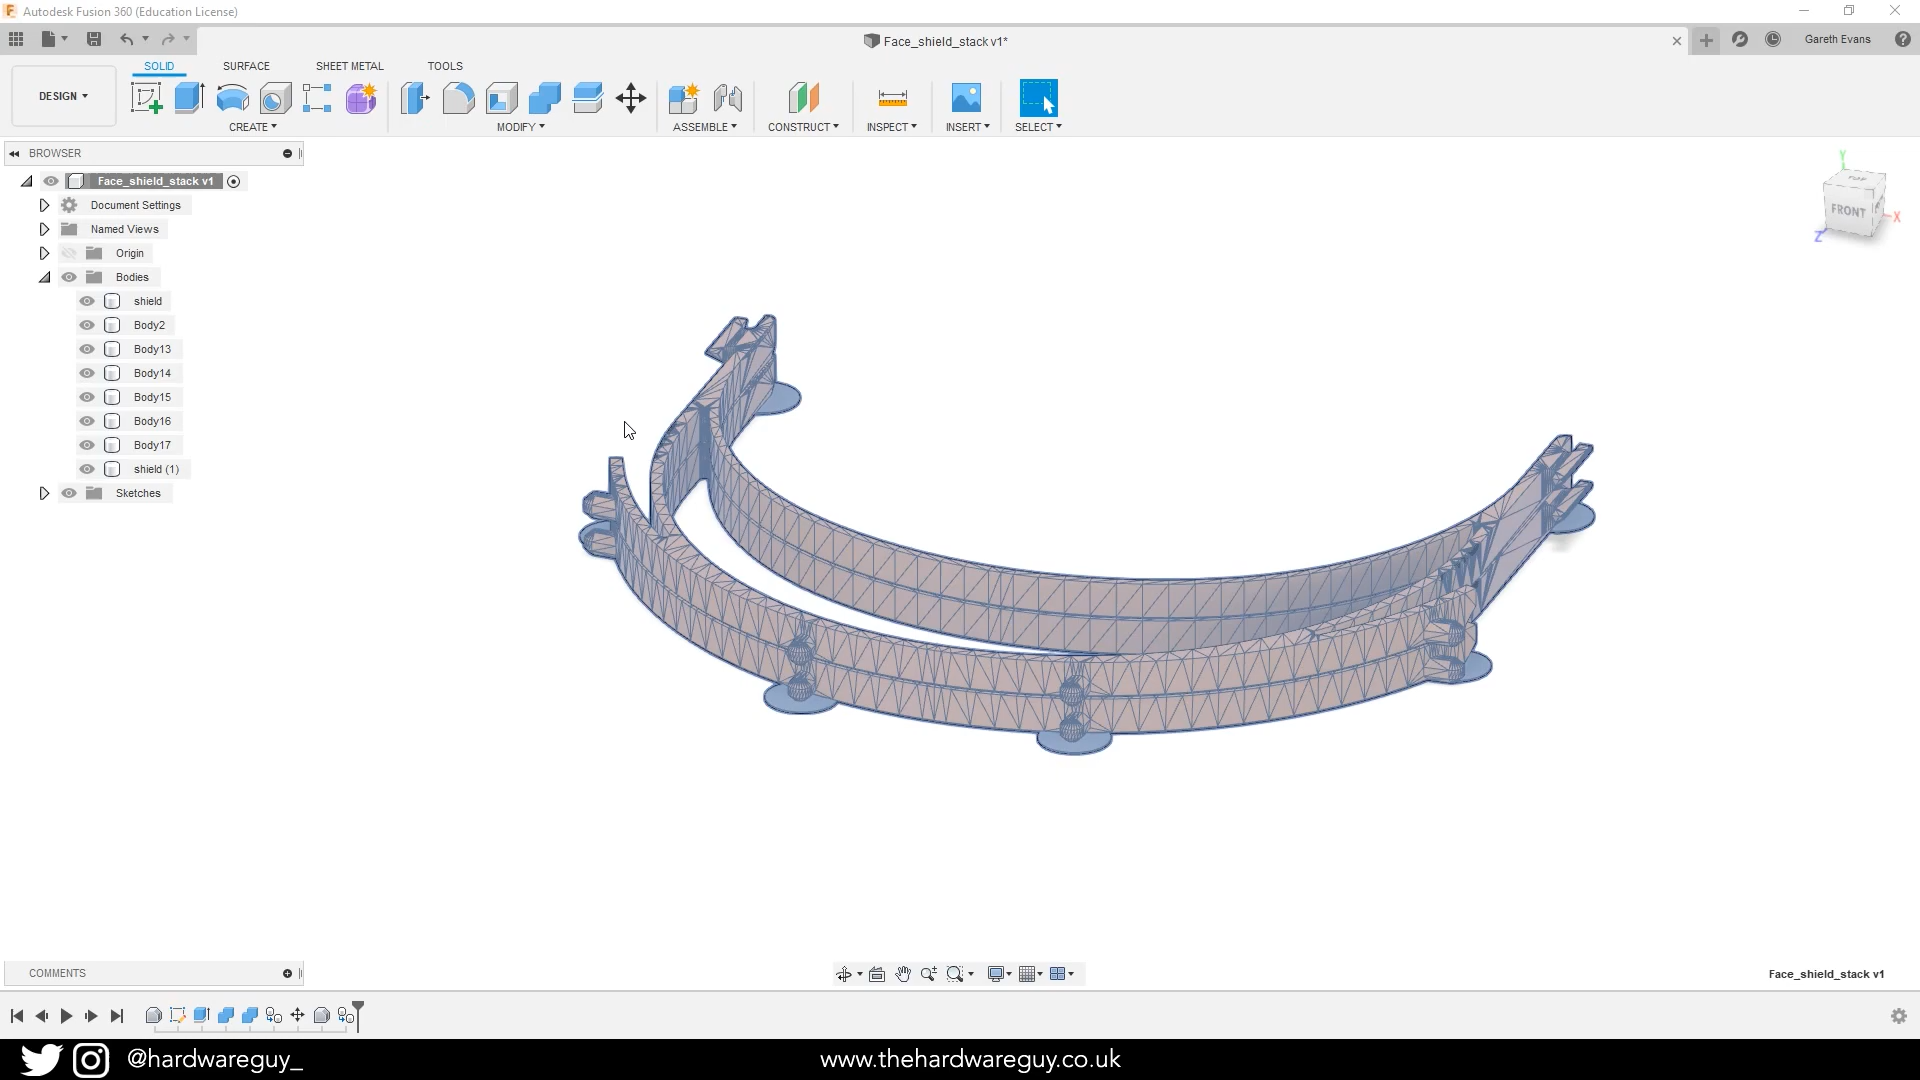 Autodesk Fusion 360 (Education License)
Face_shield_stack v1*
Gareth Evans
DESIGN
SOLID
SURFACE
SHEET METAL
TOOLS
CREATE
MODIFY
ASSEMBLE
CONSTRUCT
INSPECT
INSERT
SELECT
BROWSER
Face_shield_stack v1
Document Settings
Named Views
Origin
Bodies
shield
Body2
Body13
Body14
Body15
Body16
Body17
shield (1)
Sketches
Y
TOP
FRONT
X
Z
COMMENTS
Face_shield_stack v1
@hardwareguy_
www.thehardwareguy.co.uk